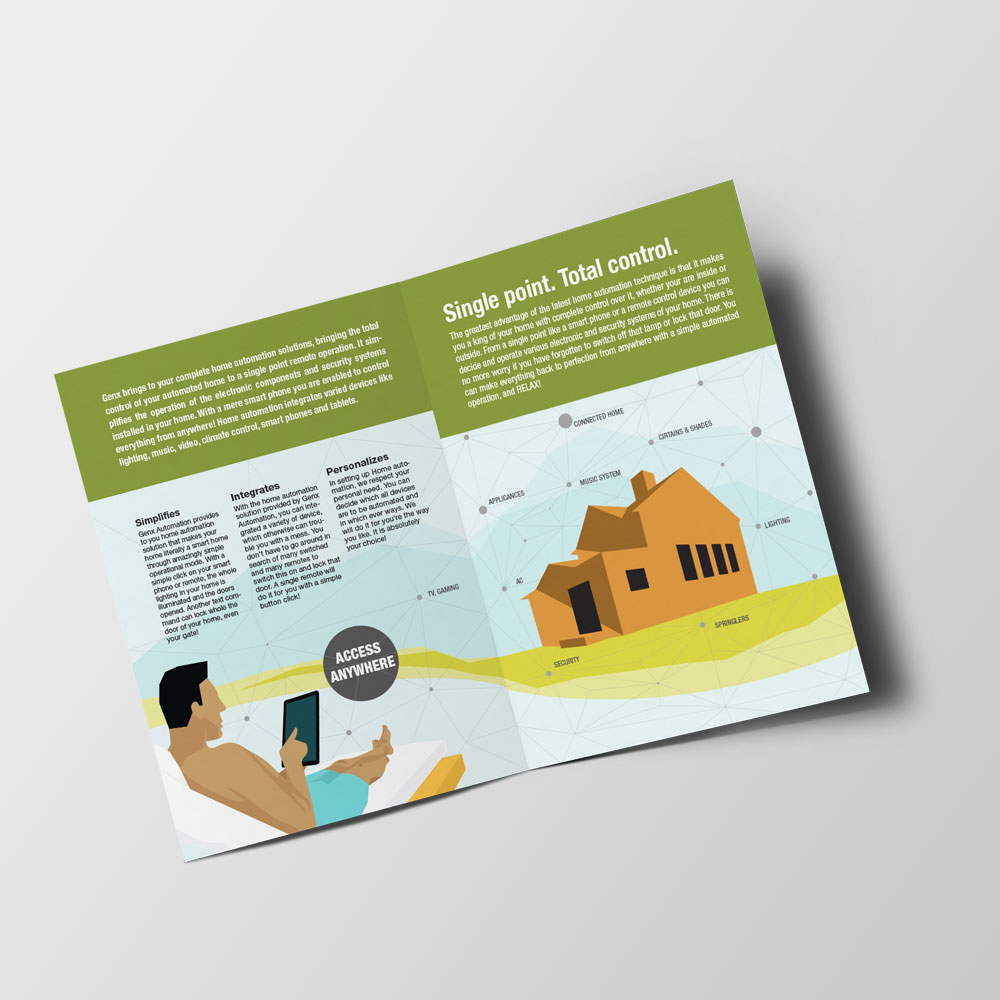 Genx brings to your complete home automation solutions, bringing the total
control of your automated home to a single point remote operation. It sim-
plifies the operation of the electronic components and security systems
installed in your home. With a mere smart phone you are enabled to control
everything from anywhere! Home automation integrates varied devices like
lighting, music, video, climate control, smart phones and tablets.
Simplifies
Genx Automation provides
to you home automation
solution that makes your
home literally a smart home
through amazingly simple
operational mode. With a
simple click on your smart
phone or remote, the whole
lighting in your home is
illuminated and the doors
opened. Another text com-
mand can lock whole the
door of your home, even
your gate!
Integrates
With the home automation
solution provided by Genx
Automation, you can inte-
grated a variety of device,
which otherwise can trou-
ble you with a mess. You
don't have to go around in
search of many switched
end many remotes to
switch this on and lock that
door. A single remote will
do it for you with a simple
button click!
Personalizes
In setting up Home auto-
mation, we respect your
personal need. You can
decide which all devices
are to be automated and
in which ever ways. We
will do it for you're the way
you like. It is absolutely
your choice!
TV, GAMING
ACCESS
ANYWHERE
Single point. Total control.
The greatest advantage of the latest home automation technique is that it makes
you a king of your home with complete control over it, whether your are inside or
outside. From a single point like a smart phone or a remote control device you can
decide and operate various electronic and security systems of your home. There is
no more worry if you have forgotten to switch off that lamp or lock that door. You
can make everything back to perfection from anywhere with a simple automated
operation, and RELAX!
CONNECTED HOME
CIRTAINS & SHADES
MUSIC SYSTEM
APPLICANCES
LIGHTING
AC
SPRINGLERS
SECURITY